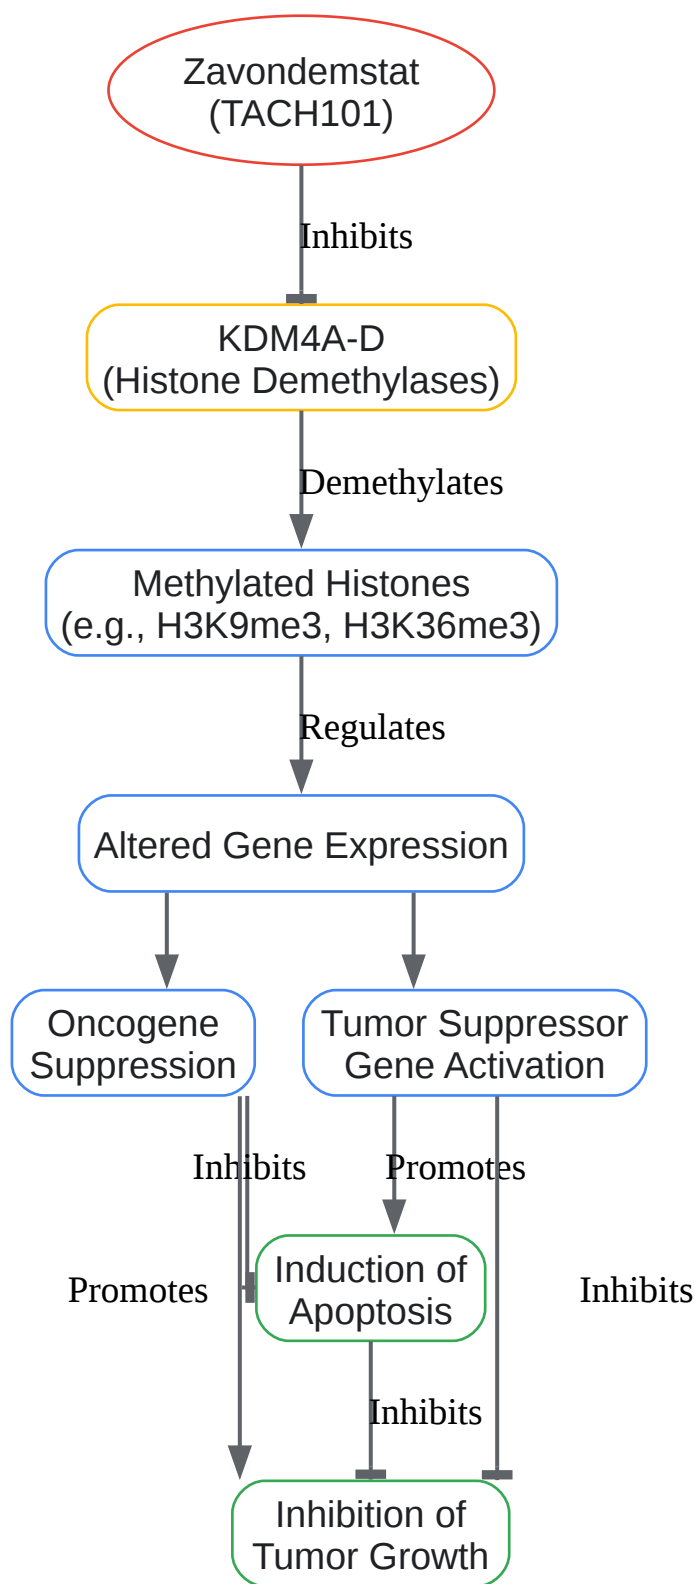 Zavondemstat
(TACH101)
Inhibits
KDM4A-D
(Histone Demethylases)
Demethylates
Methylated Histones
(e.g., H3K9me3, H3K36me3)
Regulates
Altered Gene Expression
Oncogene
Suppression
Tumor Suppressor
Gene Activation
Inhibits
Promotes
Induction of
Apoptosis
Promotes
Inhibits
Inhibits
Inhibition of
Tumor Growth